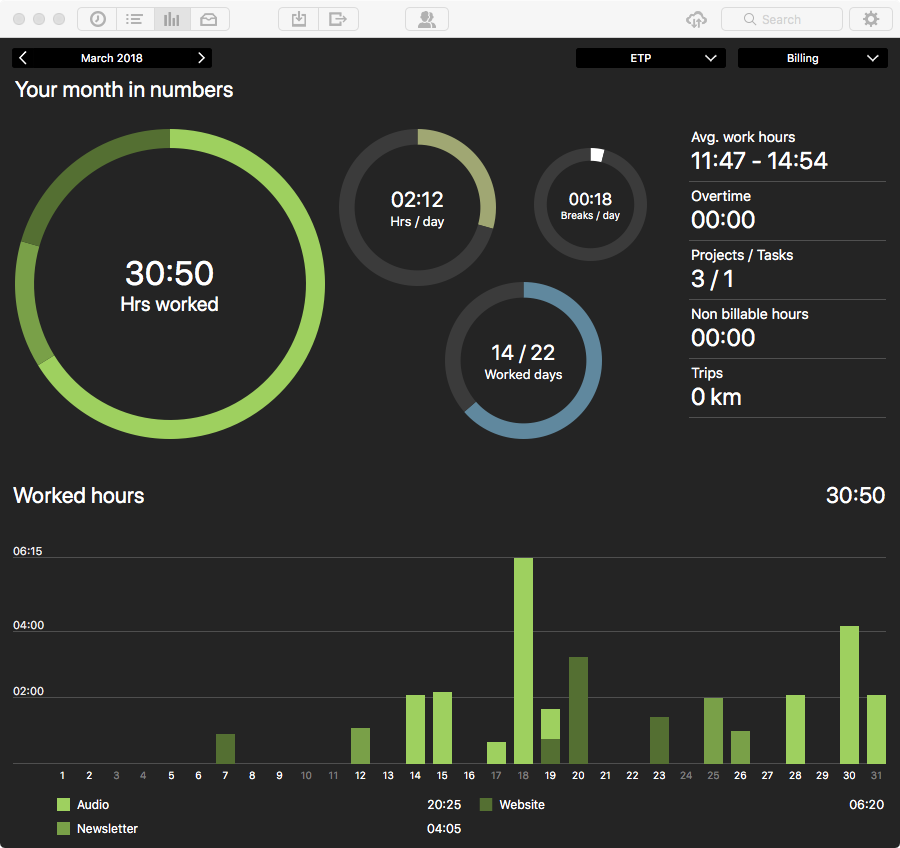 Search
March 2018
ETP
Billing
Your month in numbers
30:50
Hrs worked
02:12
Hrs / day
00:18
Breaks / day
14 / 22
Worked days
Avg. work hours
11:47 - 14:54
Overtime
00:00
Projects / Tasks
3 / 1
Non billable hours
00:00
Trips
0 km
Worked hours 30:50
06:15
04:00
02:00
1 2 3 4 5 6 7 8 9 10 11 12 13 14 15 16 17 18 19 20 21 22 23 24 25 26 27 28 29 30 31
Audio 20:25 Website 06:20
Newsletter 04:05